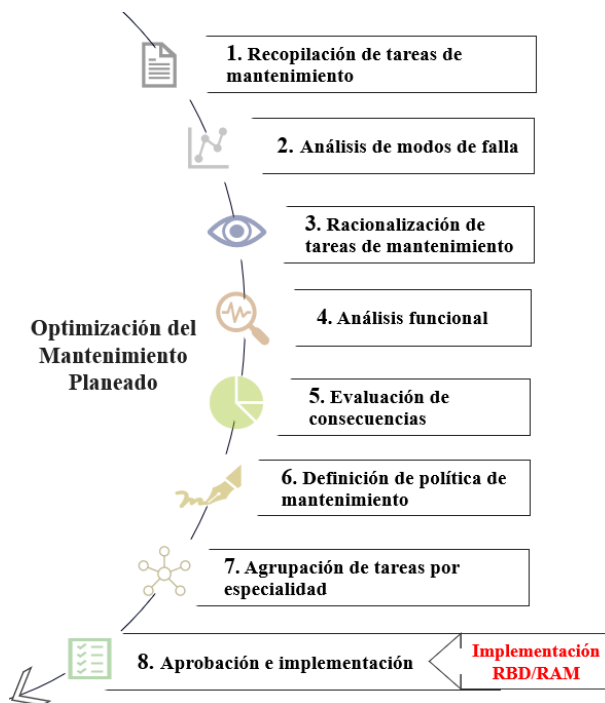 1. Recopilación de tareas de
mantenimiento
2. Análisis de modos de falla
3. Racionalización de
tareas de mantenimiento
4. Análisis funcional
Optimización del
Mantenimiento
Planeado
5. Evaluación de
consecuencias
6. Definición de política de
mantenimiento
7. Agrupación de tareas por
especialidad
8. Aprobación e implementación
Implementación
RBD/RAM